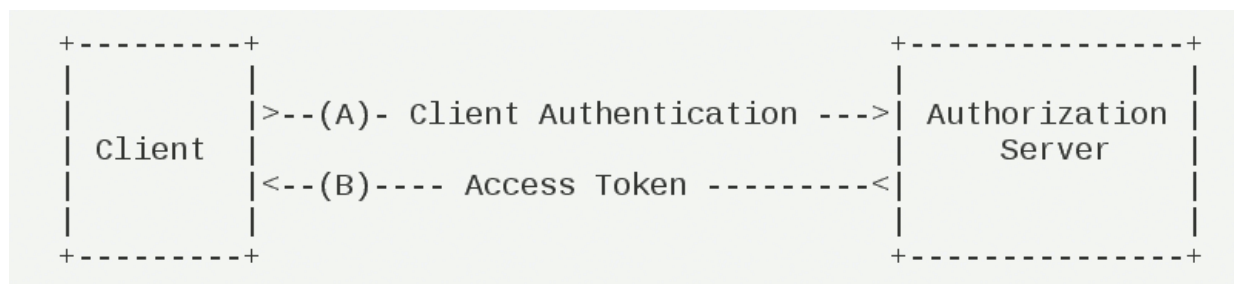 +---------+                                  +---------------+
|         |                                  |               |
|         |>--(A)- Client Authentication --->| Authorization |
| Client  |                                  |     Server    |
|         |<--(B)---- Access Token ---------<|               |
|         |                                  |               |
+---------+                                  +---------------+